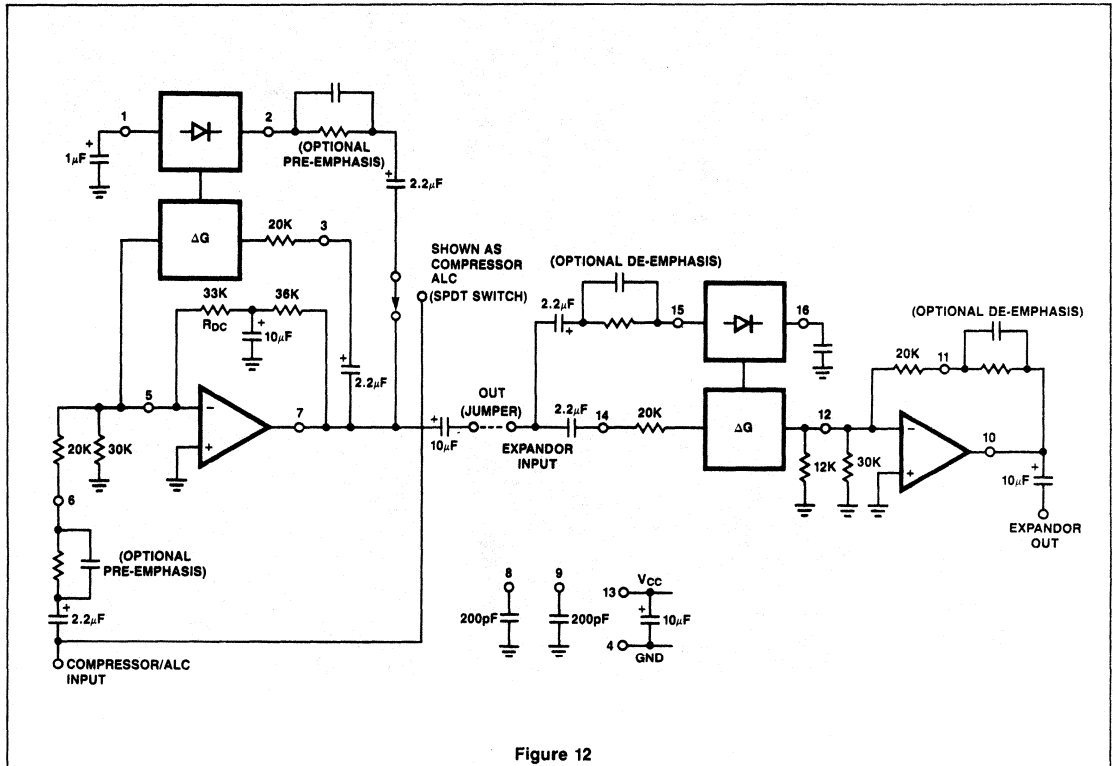 1
2
(OPTIONAL
PRE-EMPHASIS)
+
1µF
+
2.2µF
ΔG
20K
3
SHOWN AS
COMPRESSOR
ALC
(SPDT SWITCH)
33K
36K
RDC
+
10µF
+
2.2µF
5
−
+
7
20K
30K
6
(OPTIONAL
PRE-EMPHASIS)
+
2.2µF
COMPRESSOR/ALC
INPUT
+
10µF
OUT
(JUMPER)
EXPANDOR
INPUT
(OPTIONAL DE-EMPHASIS)
2.2µF
+
15
16
2.2µF
14
20K
ΔG
12
12K
30K
(OPTIONAL DE-EMPHASIS)
20K
11
−
+
10
+
10µF
EXPANDOR
OUT
8
200pF
9
200pF
13
VCC
+
10µF
4
GND
Figure 12